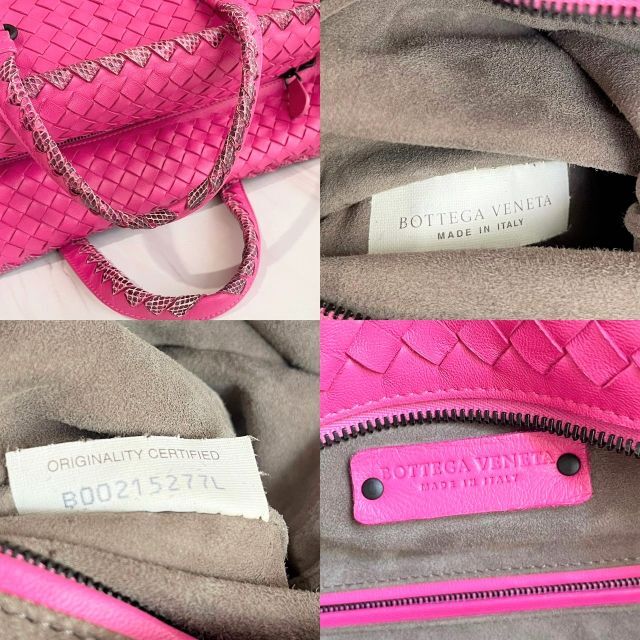 BOTTEGA VENETA
MADE IN ITALY
ORIGINALITY CERTIFIED
B00215277L
BOTTEGA VENETA
MADE IN ITALY